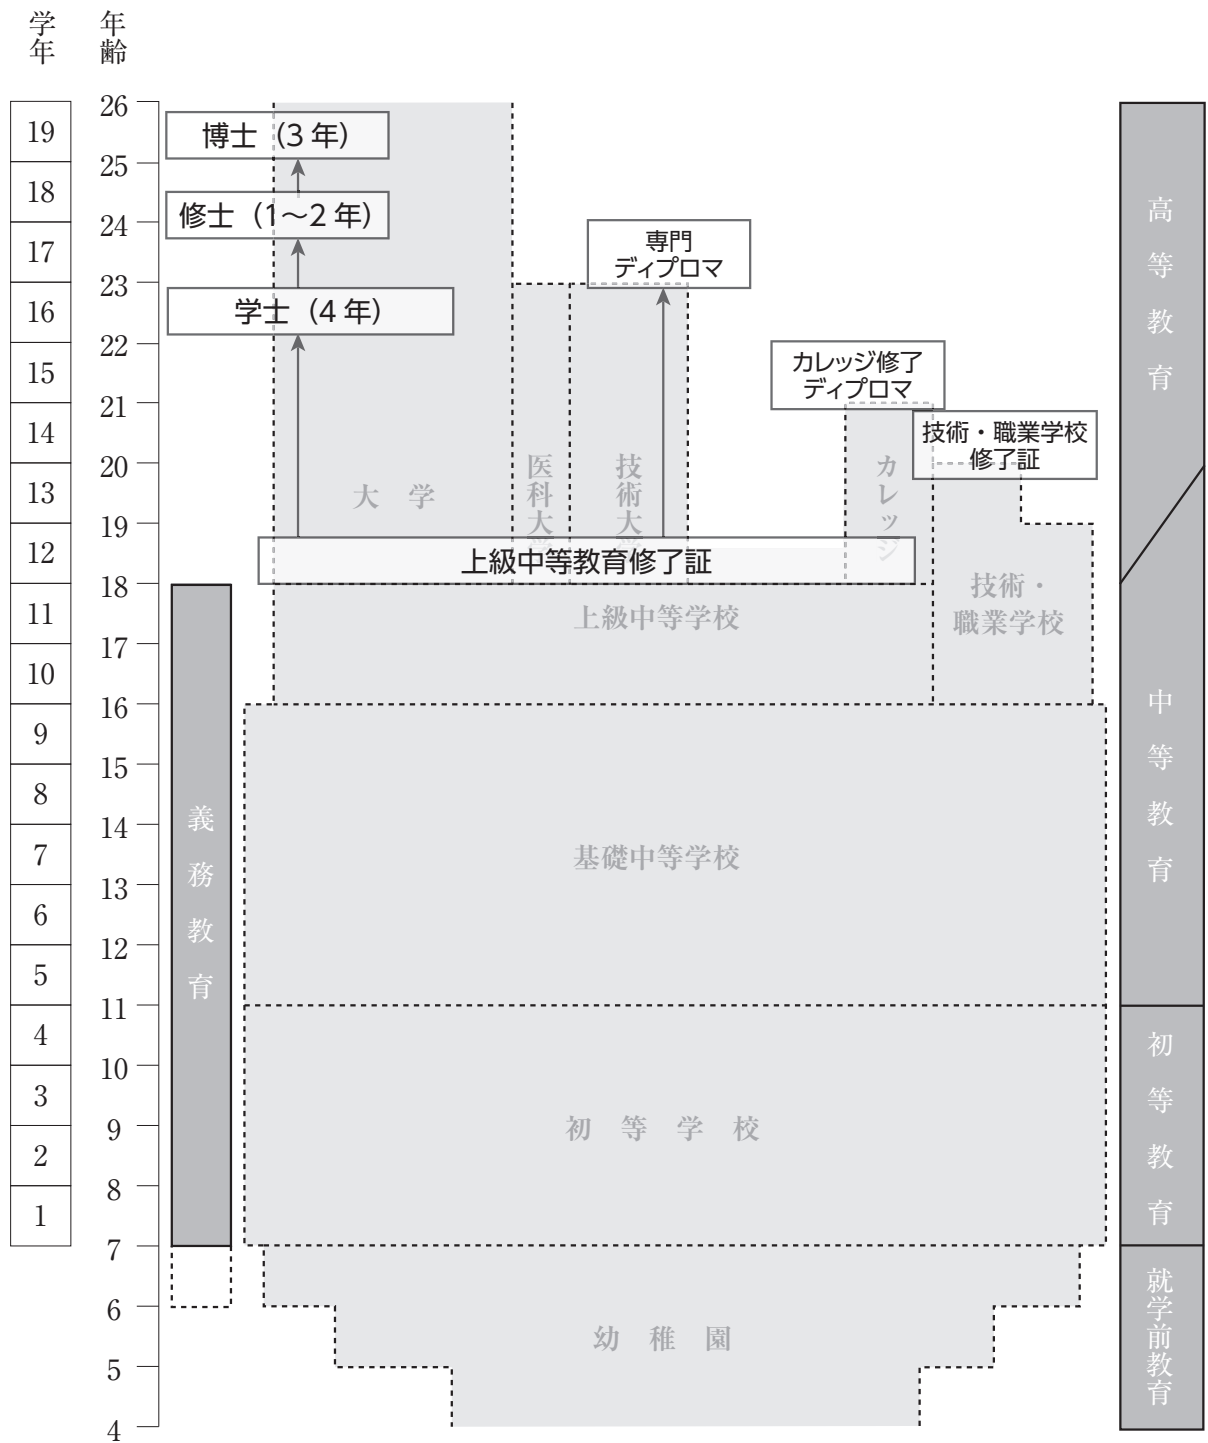 学年
年齢
26
19
博士（3 年）
25
18
修士（1～2 年）
24
17
専門
ディプロマ
23
16
学士（4 年）
22
15
カレッジ修了
ディプロマ
21
14
技術・職業学校
修了証
20
13
大　学
医科大学
技術大学
カレッジ
19
12
上級中等教育修了証
18
11
上級中等学校
技術・
職業学校
17
10
16
9
15
8
14
7
基礎中等学校
13
6
12
5
11
4
10
3
9
初　等　学　校
2
8
1
7
6
幼　稚　園
5
4
義務教育
高等教育
中等教育
初等教育
就学前教育